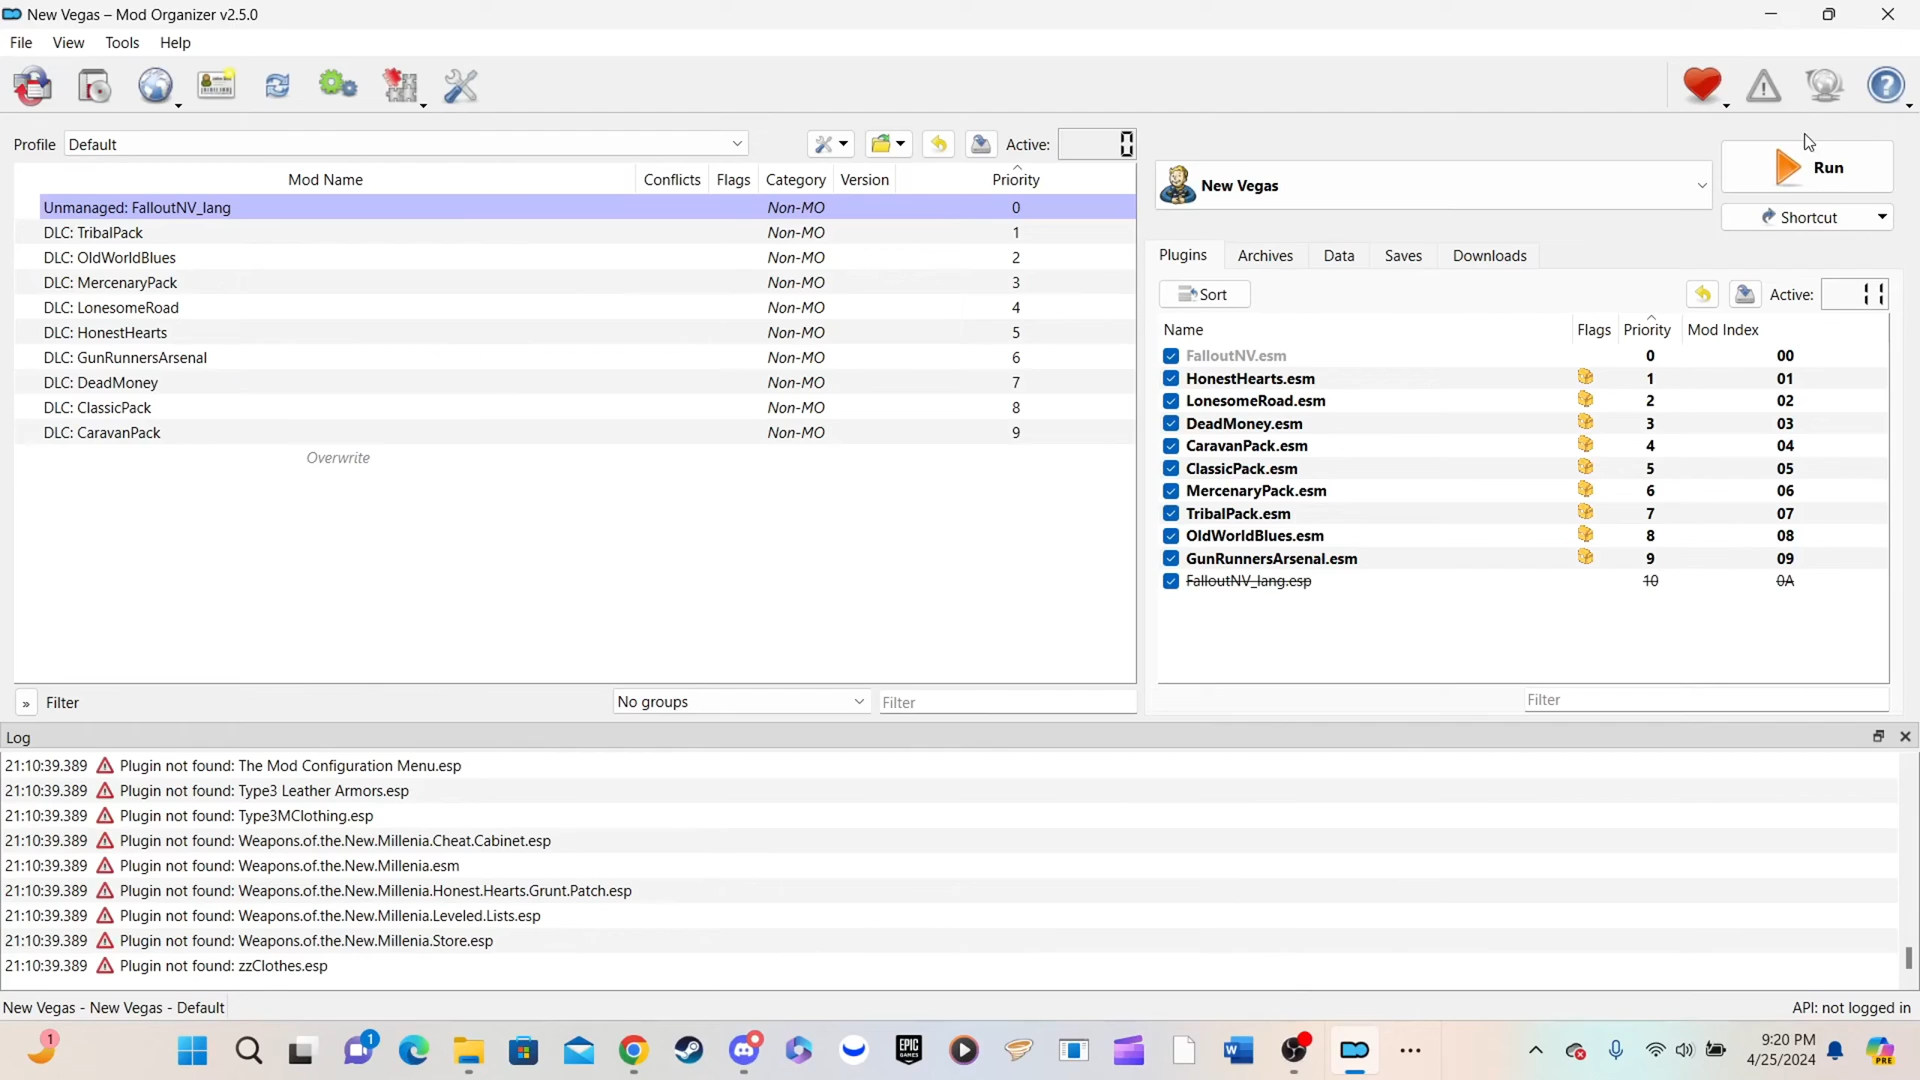 New Vegas – Mod Organizer v2.5.0
File View Tools Help
Profile Default Active: 0
Mod Name Conflicts Flags Category Version Priority
Unmanaged: FalloutNV_lang Non-MO 0
DLC: TribalPack Non-MO 1
DLC: OldWorldBlues Non-MO 2
DLC: MercenaryPack Non-MO 3
DLC: LonesomeRoad Non-MO 4
DLC: HonestHearts Non-MO 5
DLC: GunRunnersArsenal Non-MO 6
DLC: DeadMoney Non-MO 7
DLC: ClassicPack Non-MO 8
DLC: CaravanPack Non-MO 9
Overwrite
» Filter No groups Filter
New Vegas
Run
Shortcut
Plugins Archives Data Saves Downloads
Sort Active: 11
Name Flags Priority Mod Index
FalloutNV.esm 0 00
HonestHearts.esm 1 01
LonesomeRoad.esm 2 02
DeadMoney.esm 3 03
CaravanPack.esm 4 04
ClassicPack.esm 5 05
MercenaryPack.esm 6 06
TribalPack.esm 7 07
OldWorldBlues.esm 8 08
GunRunnersArsenal.esm 9 09
FalloutNV_lang.esp 10 0A
Filter
Log
21:10:39.389 Plugin not found: The Mod Configuration Menu.esp
21:10:39.389 Plugin not found: Type3 Leather Armors.esp
21:10:39.389 Plugin not found: Type3MClothing.esp
21:10:39.389 Plugin not found: Weapons.of.the.New.Millenia.Cheat.Cabinet.esp
21:10:39.389 Plugin not found: Weapons.of.the.New.Millenia.esm
21:10:39.389 Plugin not found: Weapons.of.the.New.Millenia.Honest.Hearts.Grunt.Patch.esp
21:10:39.389 Plugin not found: Weapons.of.the.New.Millenia.Leveled.Lists.esp
21:10:39.389 Plugin not found: Weapons.of.the.New.Millenia.Store.esp
21:10:39.389 Plugin not found: zzClothes.esp
New Vegas - New Vegas - Default API: not logged in
1 1 EPIC GAMES W 9:20 PM PRE
4/25/2024